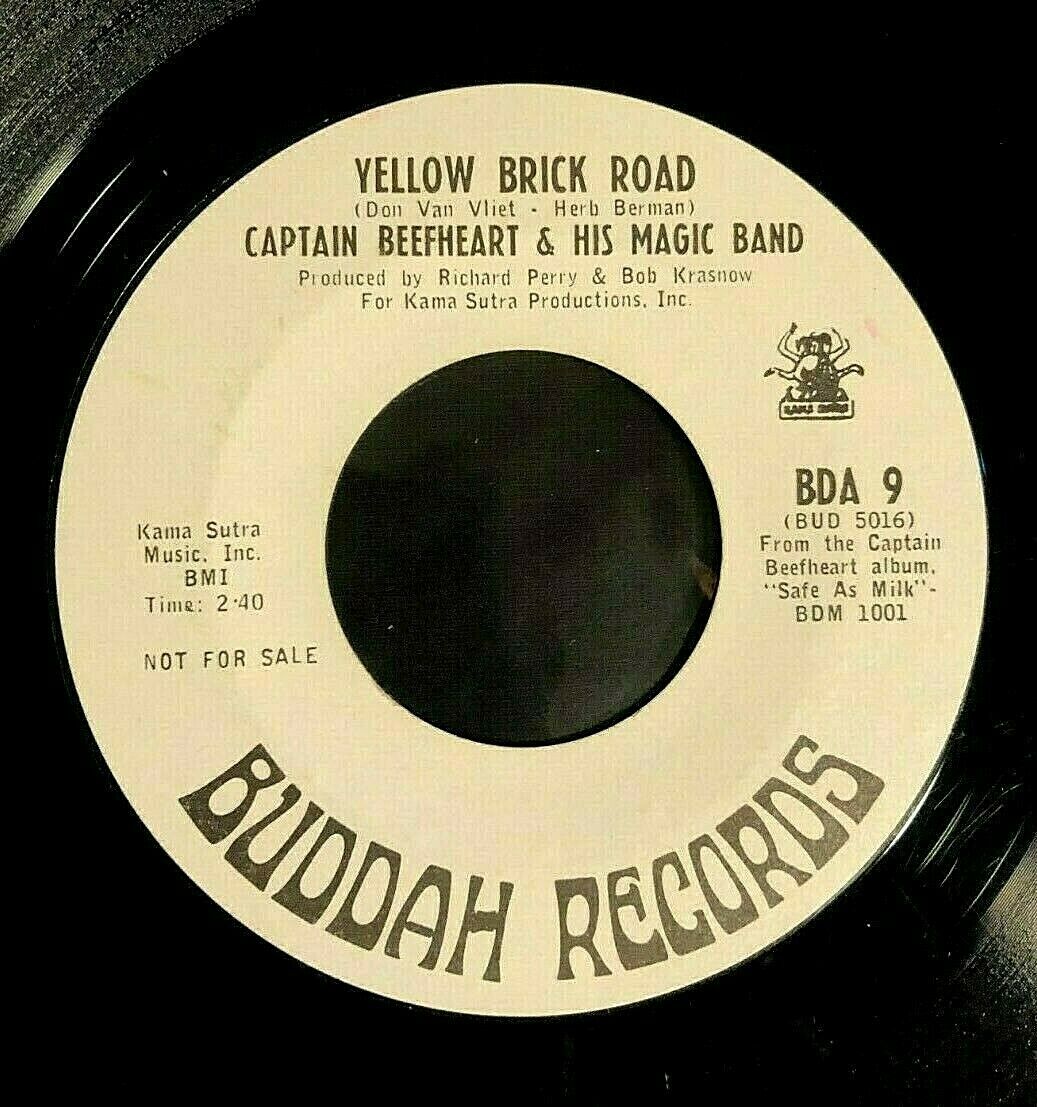 YELLOW BRICK ROAD
(Don Van Vliet - Herb Berman)
CAPTAIN BEEFHEART & HIS MAGIC BAND
Produced by Richard Perry & Bob Krasnow
For Kama Sutra Productions, Inc.
KAMA SUTRA
BDA 9
(BUD 5016)
From the Captain
Beefheart album,
"Safe As Milk"-
BDM 1001
Kama Sutra
Music, Inc.
BMI
Time: 2:40
NOT FOR SALE
BUDDAH RECORDS